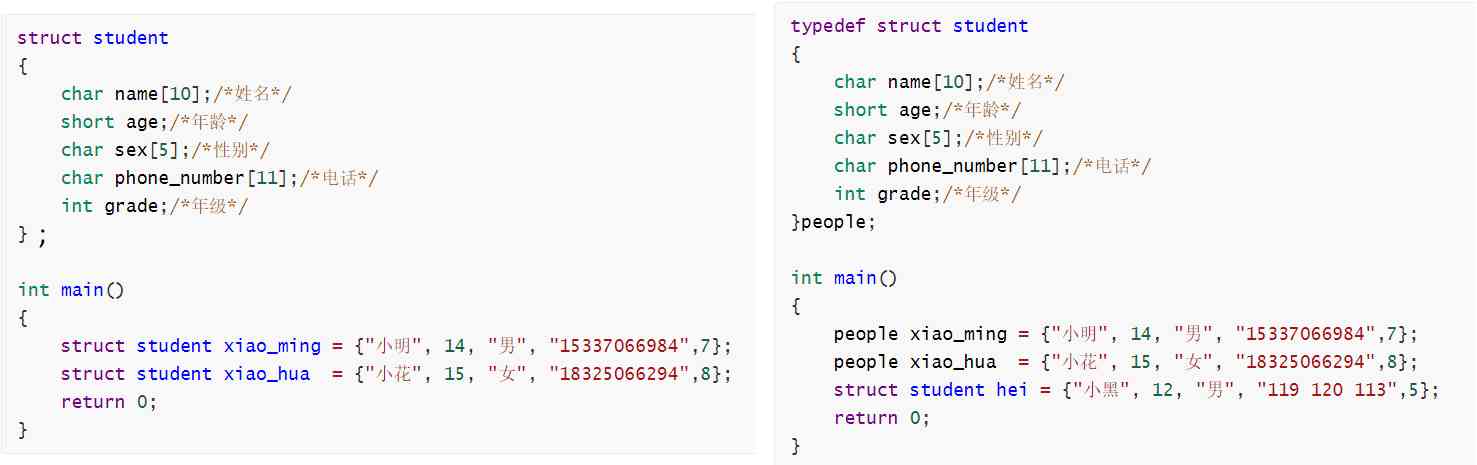 struct student
{
    char name[10];/*姓名*/
    short age;/*年龄*/
    char sex[5];/*性别*/
    char phone_number[11];/*电话*/
    int grade;/*年级*/
} ;
int main()
{
    struct student xiao_ming = {"小明", 14, "男", "15337066984",7};
    struct student xiao_hua  = {"小花", 15, "女", "18325066294",8};
    return 0;
}
typedef struct student
{
    char name[10];/*姓名*/
    short age;/*年龄*/
    char sex[5];/*性别*/
    char phone_number[11];/*电话*/
    int grade;/*年级*/
}people;
int main()
{
    people xiao_ming = {"小明", 14, "男", "15337066984",7};
    people xiao_hua  = {"小花", 15, "女", "18325066294",8};
    struct student hei = {"小黑", 12, "男", "119 120 113",5};
    return 0;
}